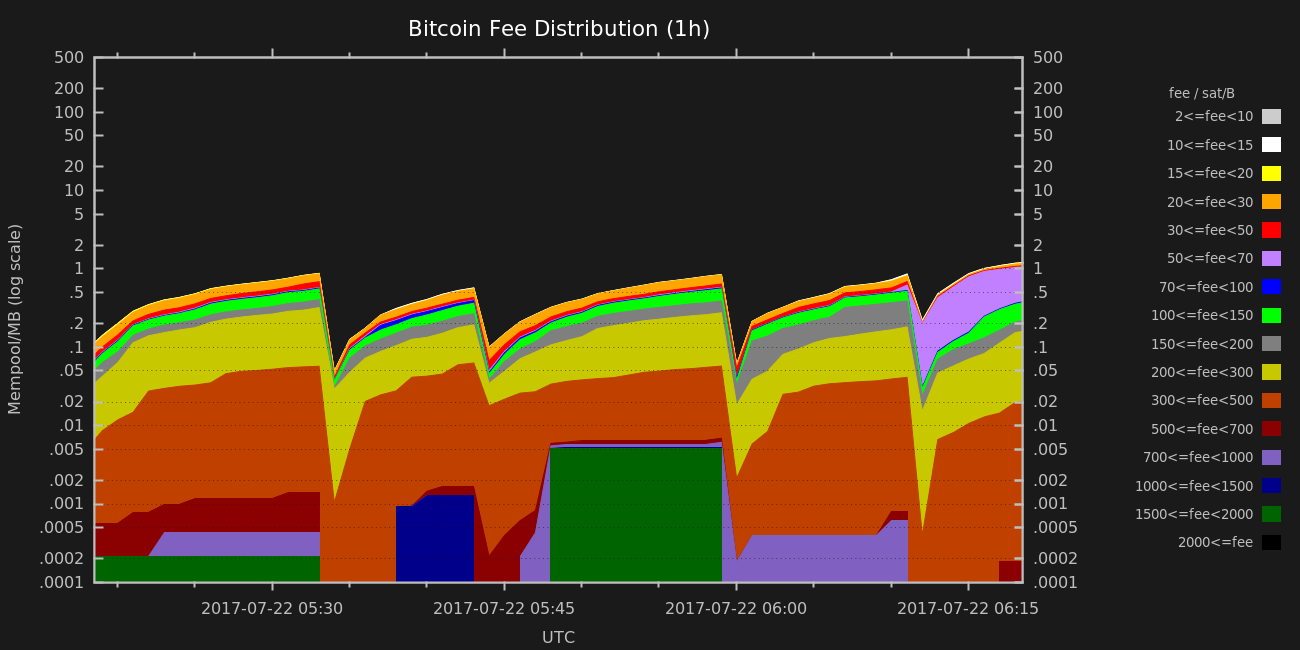 Bitcoin Fee Distribution (1h)
500
200
100
50
20
10
5
2
1
.5
.2
.1
.05
.02
.01
.005
.002
.001
.0005
.0002
.0001
Mempool/MB (log scale)
500
200
100
50
20
10
5
2
1
.5
.2
.1
.05
.02
.01
.005
.002
.001
.0005
.0002
.0001
2017-07-22 05:30
2017-07-22 05:45
2017-07-22 06:00
2017-07-22 06:15
UTC
fee / sat/B
2<=fee<10
10<=fee<15
15<=fee<20
20<=fee<30
30<=fee<50
50<=fee<70
70<=fee<100
100<=fee<150
150<=fee<200
200<=fee<300
300<=fee<500
500<=fee<700
700<=fee<1000
1000<=fee<1500
1500<=fee<2000
2000<=fee